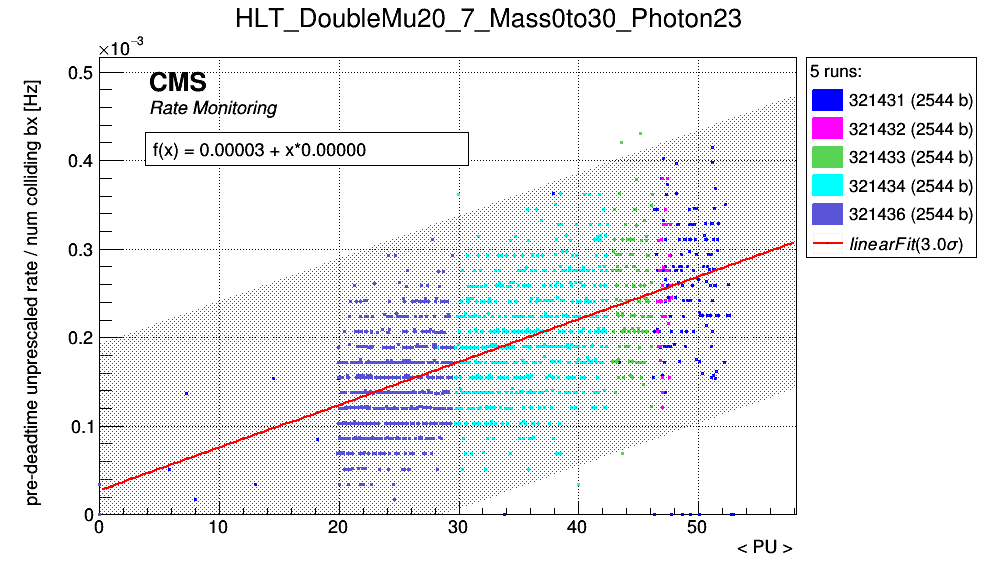 HLT_DoubleMu20_7_Mass0to30_Photon23
×10⁻³
pre-deadtime unprescaled rate / num colliding bx [Hz]
0.5
0.4
0.3
0.2
0.1
0
CMS
Rate Monitoring
f(x) = 0.00003 + x*0.00000
0 10 20 30 40 50
< PU >
5 runs:
321431 (2544 b)
321432 (2544 b)
321433 (2544 b)
321434 (2544 b)
321436 (2544 b)
linearFit(3.0σ)